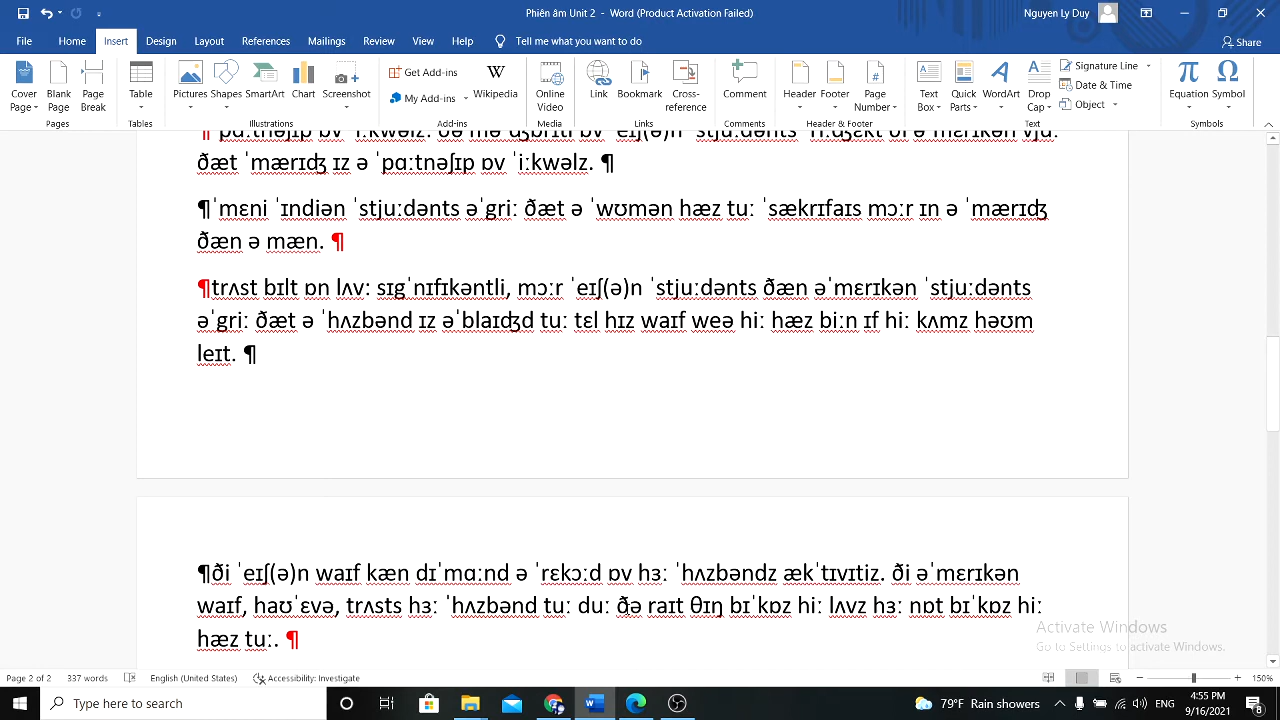 Phiên âm Unit 2 - Word (Product Activation Failed)
Nguyen Ly Duy
File Home Insert Design Layout References Mailings Review View Help Tell me what you want to do Share
Cover Page Blank Page Page Break
Pages
Table
Tables
Pictures Shapes SmartArt Chart Screenshot
Illustrations
Get Add-ins
My Add-ins
Wikipedia
Add-ins
Online Video
Media
Link Bookmark Cross-reference
Links
Comment
Comments
Header Footer Page Number
Header & Footer
Text Box Quick Parts WordArt Drop Cap
Signature Line
Date & Time
Object
Text
Equation Symbol
Symbols
ðæt ˈmærɪʤ ɪz ə ˈpɑːtnəʃɪp ɒv ˈiːkwəlz. ¶
¶ˈmɛni ˈɪndiən ˈstjuːdənts əˈgriː ðæt ə ˈwʊmən hæz tuː ˈsækrɪfaɪs mɔːr ɪn ə ˈmærɪʤ
ðæn ə mæn. ¶
¶trʌst bɪlt ɒn lʌv: sɪgˈnɪfɪkəntli, mɔːr ˈeɪʃ(ə)n ˈstjuːdənts ðæn əˈmɛrɪkən ˈstjuːdənts
əˈgriː ðæt ə ˈhʌzbənd ɪz əˈblaɪʤd tuː tɛl hɪz waɪf weə hiː hæz biːn ɪf hiː kʌmz həʊm
leɪt. ¶
¶ði ˈeɪʃ(ə)n waɪf kæn dɪˈmɑːnd ə ˈrɛkɔːd ɒv hɜː ˈhʌzbəndz ækˈtɪvɪtiz. ði əˈmɛrɪkən
waɪf, haʊˈɛvə, trʌsts hɜː ˈhʌzbənd tuː duː ðə raɪt θɪŋ bɪˈkɒz hiː lʌvz hɜː nɒt bɪˈkɒz hiː
hæz tuː. ¶
Activate Windows
Go to Settings to activate Windows.
Page 2 of 2 337 words English (United States) Accessibility: Investigate 150%
Type here to search
79°F Rain showers ENG
4:55 PM
9/16/2021
8